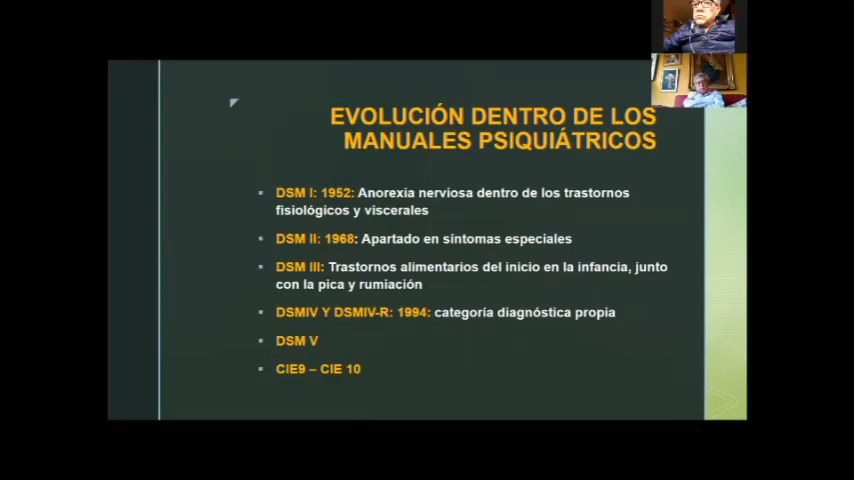 EVOLUCIÓN DENTRO DE LOS
MANUALES PSIQUIÁTRICOS
▪ DSM I: 1952: Anorexia nerviosa dentro de los trastornos
fisiológicos y viscerales
▪ DSM II: 1968: Apartado en síntomas especiales
▪ DSM III: Trastornos alimentarios del inicio en la infancia, junto
con la pica y rumiación
▪ DSMIV Y DSMIV-R: 1994: categoría diagnóstica propia
▪ DSM V
▪ CIE9 – CIE 10